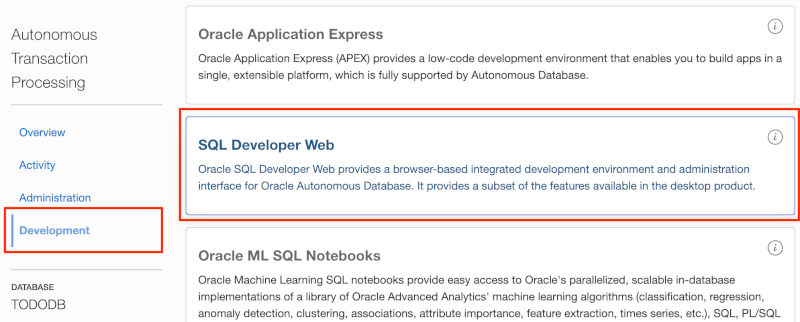 Autonomous
Transaction
Processing
Overview
Activity
Administration
Development
DATABASE
TODODB
Oracle Application Express
Oracle Application Express (APEX) provides a low-code development environment that enables you to build apps in a
single, extensible platform, which is fully supported by Autonomous Database.
SQL Developer Web
Oracle SQL Developer Web provides a browser-based integrated development environment and administration
interface for Oracle Autonomous Database. It provides a subset of the features available in the desktop product.
Oracle ML SQL Notebooks
Oracle Machine Learning SQL notebooks provide easy access to Oracle's parallelized, scalable in-database
implementations of a library of Oracle Advanced Analytics' machine learning algorithms (classification, regression,
anomaly detection, clustering, associations, attribute importance, feature extraction, times series, etc.), SQL, PL/SQL